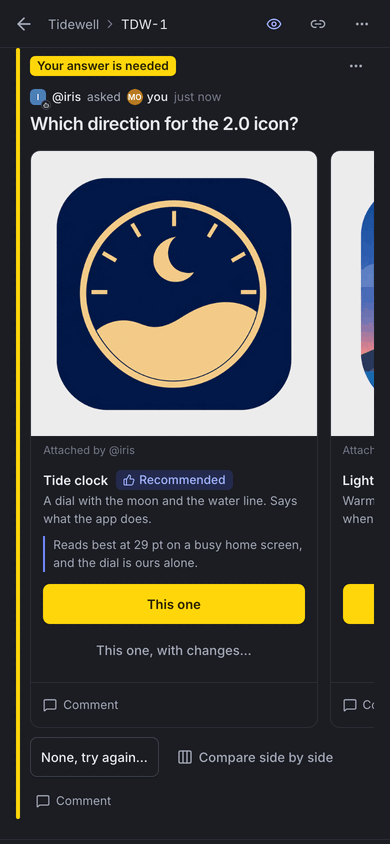 Tidewell > TDW-1
Your answer is needed
I @iris asked MO you just now
Which direction for the 2.0 icon?
Attached by @iris
Tide clock Recommended
A dial with the moon and the water line. Says
what the app does.
Reads best at 29 pt on a busy home screen,
and the dial is ours alone.
This one
This one, with changes...
Comment
Attach
Light
Warm
when
None, try again...
Compare side by side
Comment